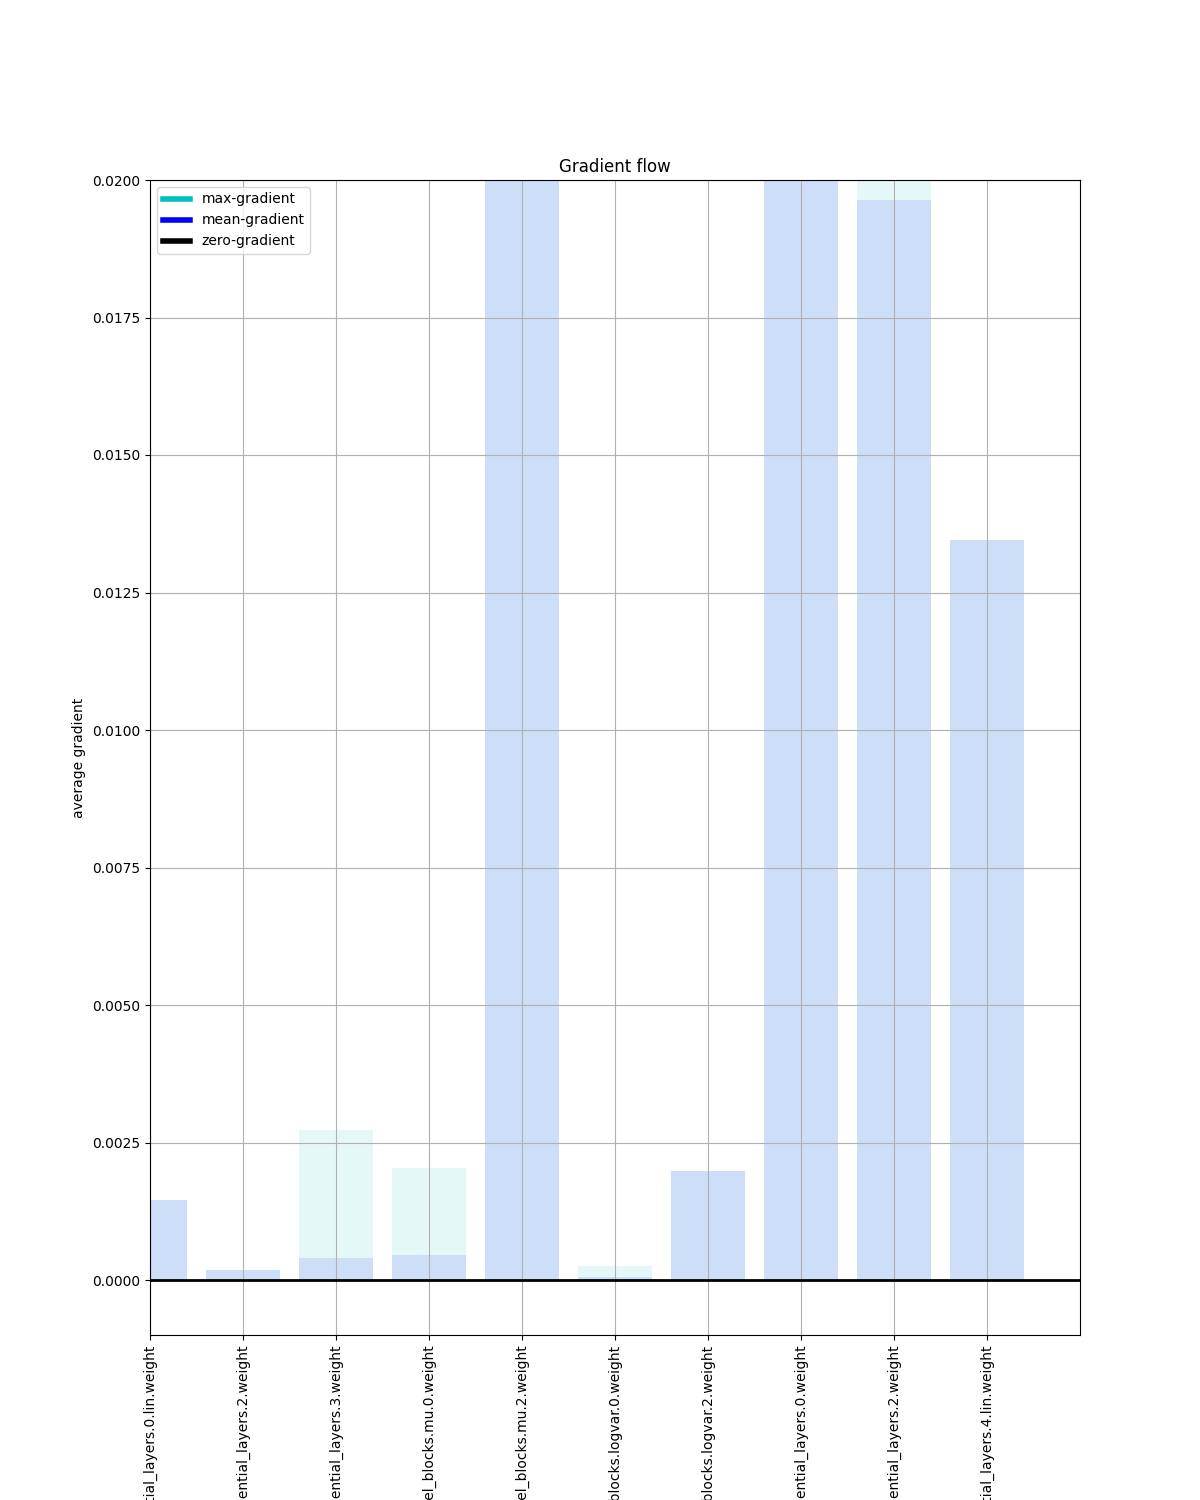 Gradient flow
max-gradient
mean-gradient
zero-gradient
0.0200
0.0175
0.0150
0.0125
0.0100
0.0075
0.0050
0.0025
0.0000
average gradient
tial_layers.0.lin.weight
ential_layers.2.weight
ential_layers.3.weight
el_blocks.mu.0.weight
el_blocks.mu.2.weight
blocks.logvar.0.weight
blocks.logvar.2.weight
ential_layers.0.weight
ential_layers.2.weight
tial_layers.4.lin.weight